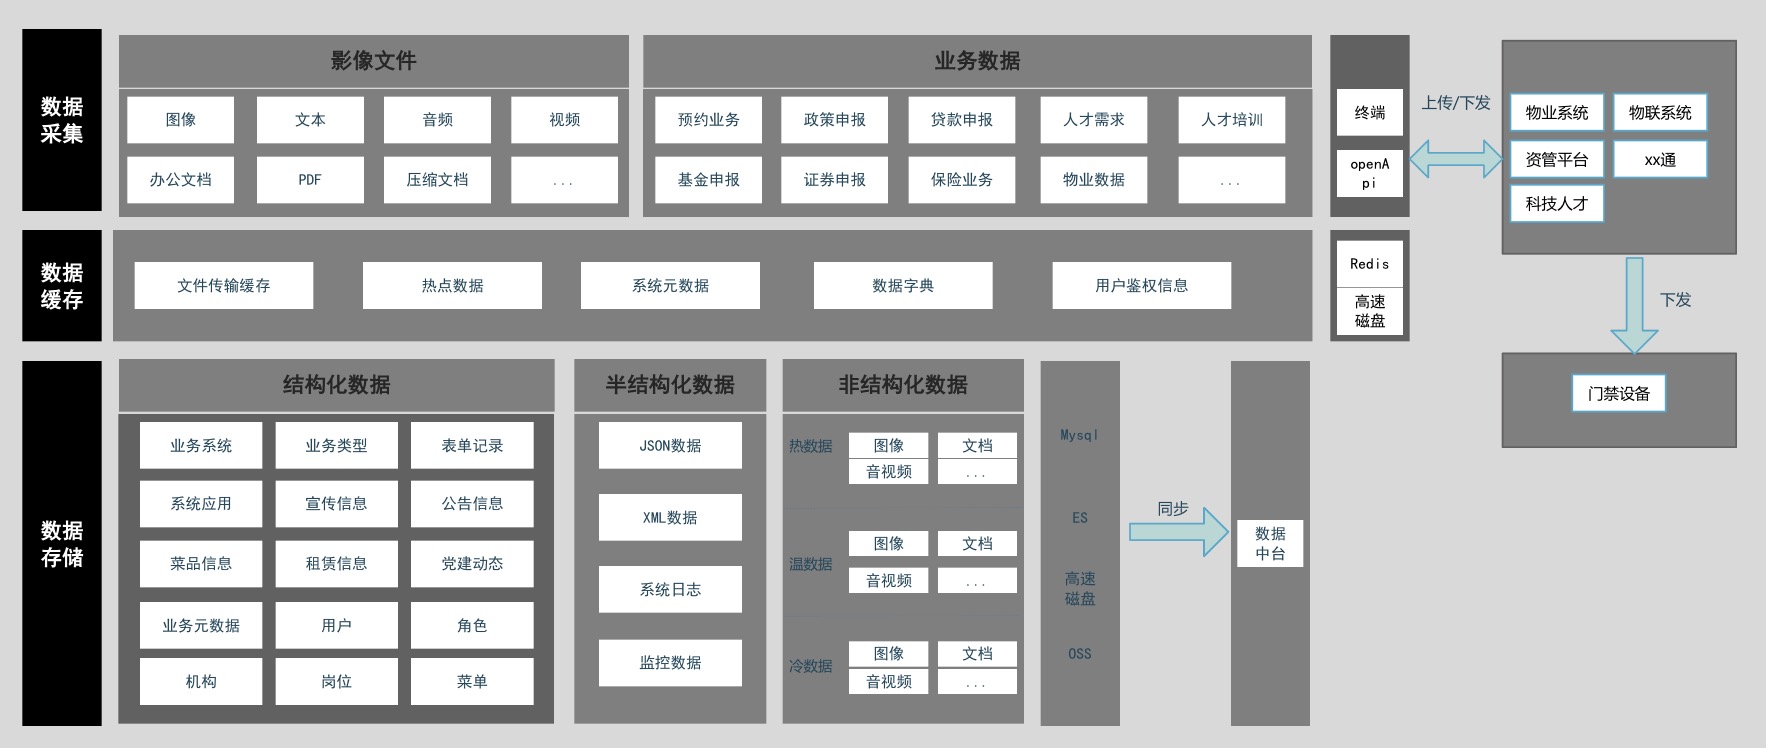 数据
采集
影像文件
图像
文本
音频
视频
办公文档
PDF
压缩文档
...
业务数据
预约业务
政策申报
贷款申报
人才需求
人才培训
基金申报
证券申报
保险业务
物业数据
...
终端
openA
pi
上传/下发
物业系统
物联系统
资管平台
xx通
科技人才
数据
缓存
文件传输缓存
热点数据
系统元数据
数据字典
用户鉴权信息
Redis
高速
磁盘
下发
门禁设备
数据
存储
结构化数据
业务系统
业务类型
表单记录
系统应用
宣传信息
公告信息
菜品信息
租赁信息
党建动态
业务元数据
用户
角色
机构
岗位
菜单
半结构化数据
JSON数据
XML数据
系统日志
监控数据
非结构化数据
热数据
图像
文档
音视频
...
温数据
图像
文档
音视频
...
冷数据
图像
文档
音视频
...
Mysql
ES
高速
磁盘
OSS
同步
数据
中台